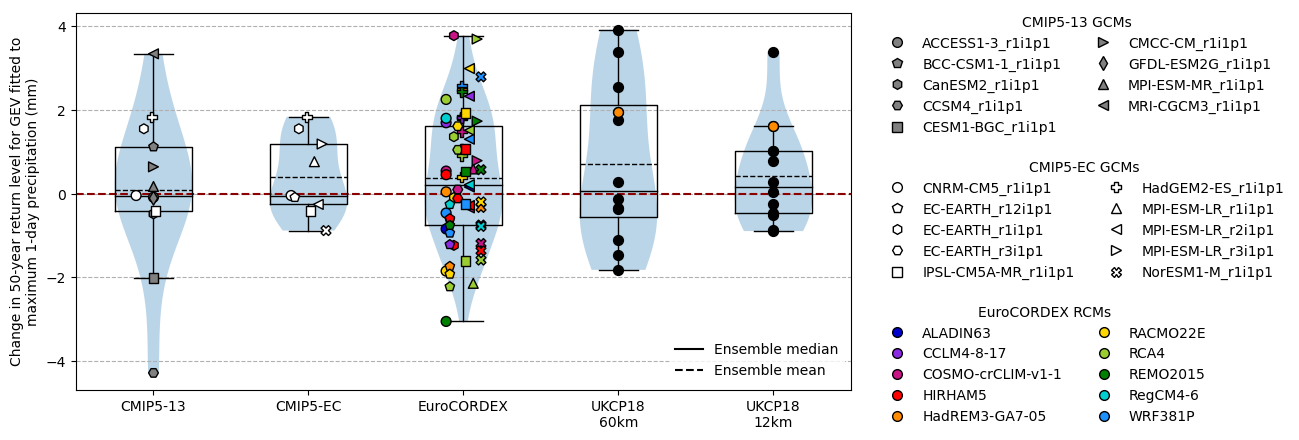 Change in 50-year return level for GEV fitted to
maximum 1-day precipitation (mm)
4
2
0
−2
−4
CMIP5-13
CMIP5-EC
EuroCORDEX
UKCP18
60km
UKCP18
12km
Ensemble median
Ensemble mean
CMIP5-13 GCMs
ACCESS1-3_r1i1p1
BCC-CSM1-1_r1i1p1
CanESM2_r1i1p1
CCSM4_r1i1p1
CESM1-BGC_r1i1p1
CMCC-CM_r1i1p1
GFDL-ESM2G_r1i1p1
MPI-ESM-MR_r1i1p1
MRI-CGCM3_r1i1p1
CMIP5-EC GCMs
CNRM-CM5_r1i1p1
EC-EARTH_r12i1p1
EC-EARTH_r1i1p1
EC-EARTH_r3i1p1
IPSL-CM5A-MR_r1i1p1
HadGEM2-ES_r1i1p1
MPI-ESM-LR_r1i1p1
MPI-ESM-LR_r2i1p1
MPI-ESM-LR_r3i1p1
NorESM1-M_r1i1p1
EuroCORDEX RCMs
ALADIN63
CCLM4-8-17
COSMO-crCLIM-v1-1
HIRHAM5
HadREM3-GA7-05
RACMO22E
RCA4
REMO2015
RegCM4-6
WRF381P